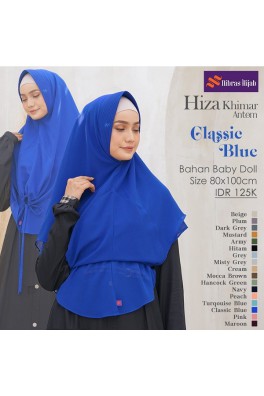 Nibras Hijab
Hiza Khimar
Antem
Classic
Blue
Bahan Baby Doll
Size 80x100cm
IDR 125K
Beige
Plum
Dark Grey
Mustard
Army
Hitam
Grey
Misty Grey
Cream
Mocca Brown
Hancock Green
Navy
Peach
Turquoise Blue
Classic Blue
Pink
Maroon